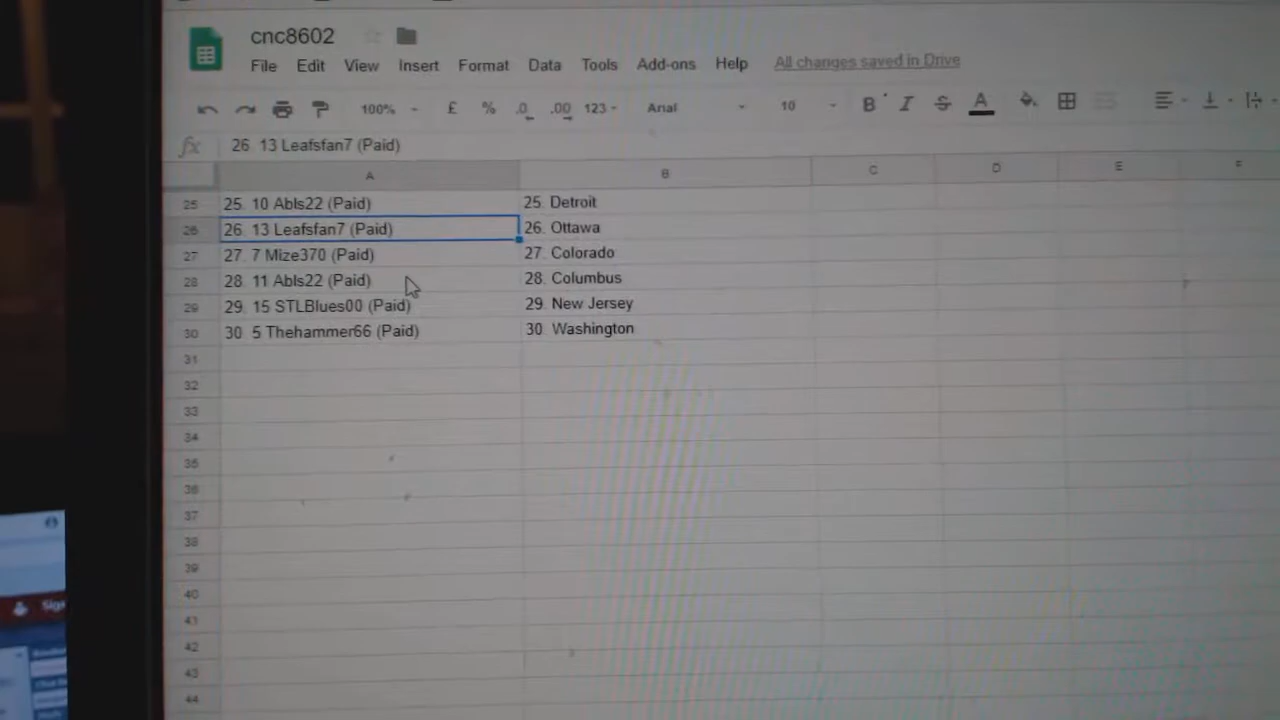 cnc8602
File Edit View Insert Format Data Tools Add-ons Help All changes saved in Drive
100% £ % .0 .00 123 Arial 10 B I S A
fx 26 13 Leafsfan7 (Paid)
A B C D E F
25 25. 10 Abls22 (Paid) 25. Detroit
26 26. 13 Leafsfan7 (Paid) 26. Ottawa
27 27. 7 Mize370 (Paid) 27. Colorado
28 28 11 Abls22 (Paid) 28. Columbus
29 29. 15 STLBlues00 (Paid) 29. New Jersey
30 30 5 Thehammer66 (Paid) 30 Washington
31
32
33
34
35
36
37
38
39
40
41
42
43
44